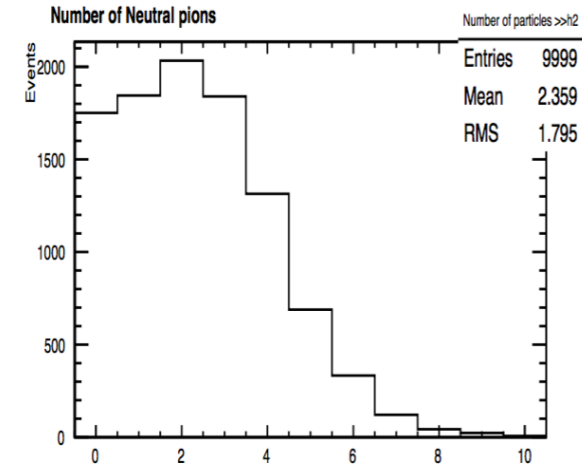 Number of Neutral pions
Number of particles >>h2
Entries 9999
Mean 2.359
RMS 1.795
Events
2000
1500
1000
500
0
0 2 4 6 8 10